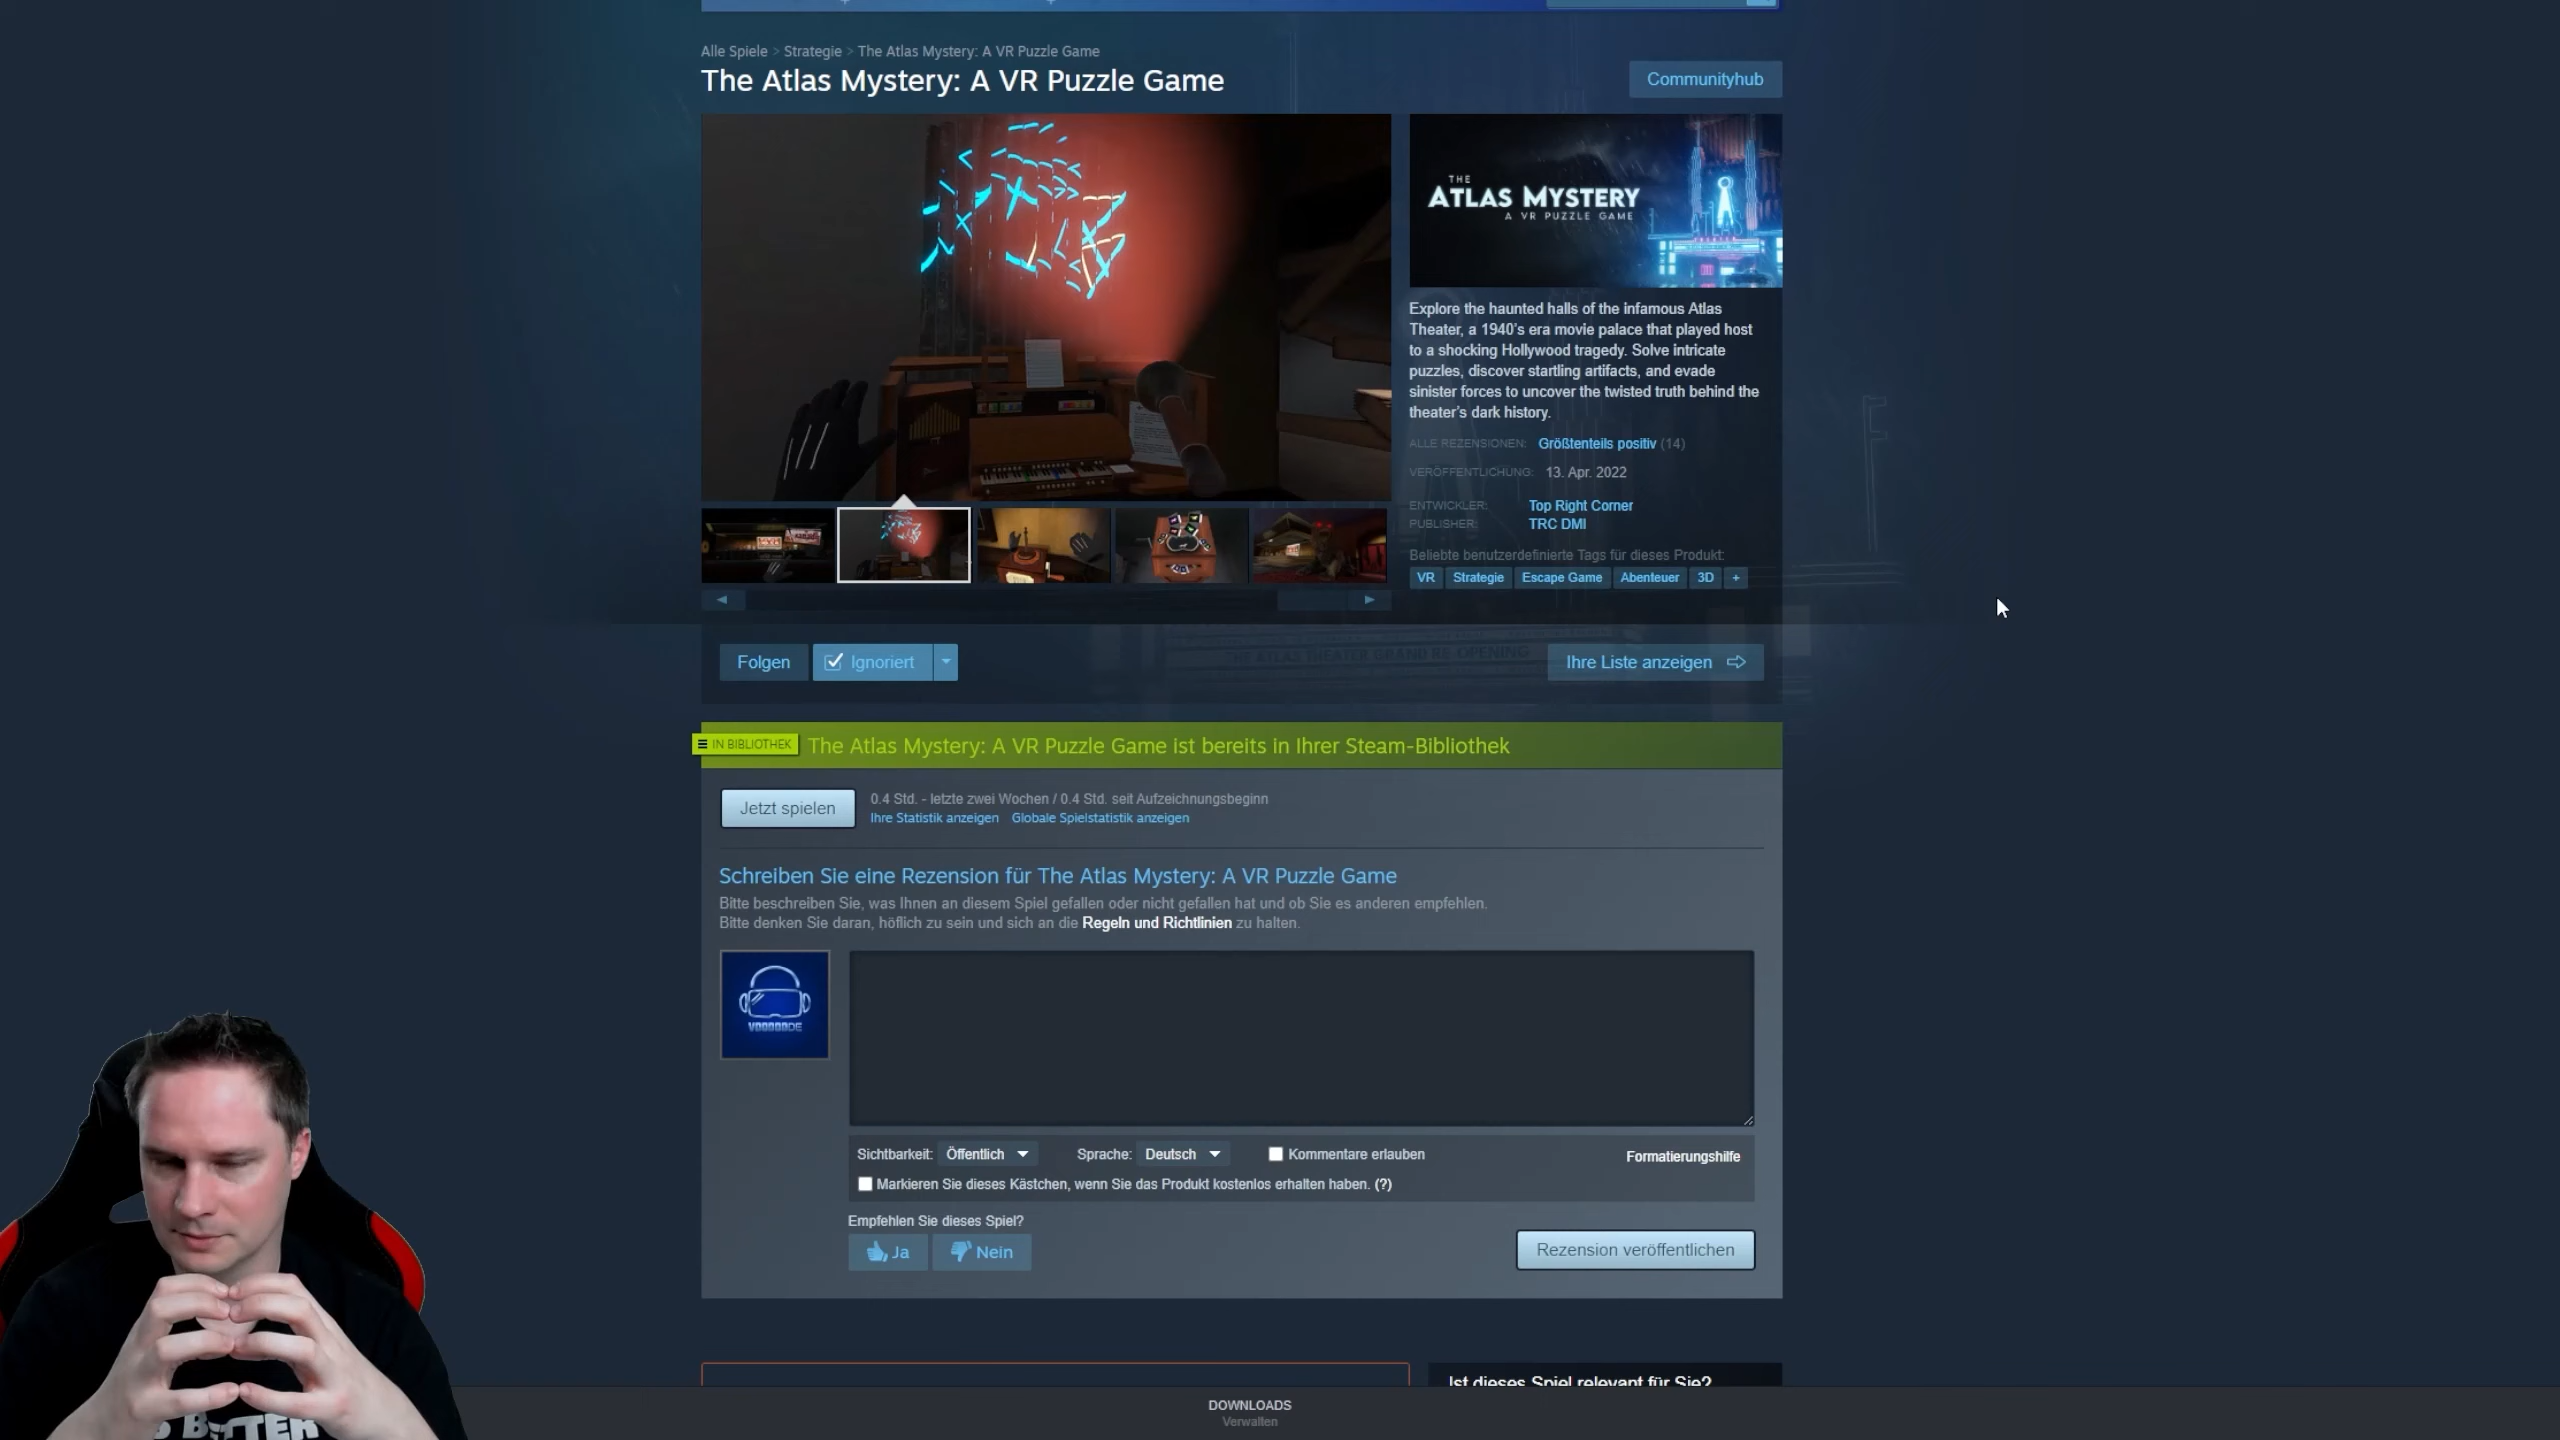 Alle Spiele > Strategie > The Atlas Mystery: A VR Puzzle Game
The Atlas Mystery: A VR Puzzle Game
Communityhub
THE
ATLAS MYSTERY
A VR PUZZLE GAME
Explore the haunted halls of the infamous Atlas
Theater, a 1940's era movie palace that played host
to a shocking Hollywood tragedy. Solve intricate
puzzles, discover startling artifacts, and evade
sinister forces to uncover the twisted truth behind the
theater's dark history.
ALLE REZENSIONEN: Größtenteils positiv (14)
VERÖFFENTLICHUNG: 13. Apr. 2022
ENTWICKLER: Top Right Corner
PUBLISHER: TRC DMI
Beliebte benutzerdefinierte Tags für dieses Produkt:
VR Strategie Escape Game Abenteuer 3D +
Folgen Ignoriert
THE ATLAS THEATER GRAND RE-OPENING
Ihre Liste anzeigen
IN BIBLIOTHEK The Atlas Mystery: A VR Puzzle Game ist bereits in Ihrer Steam-Bibliothek
Jetzt spielen
0.4 Std. - letzte zwei Wochen / 0.4 Std. seit Aufzeichnungsbeginn
Ihre Statistik anzeigen Globale Spielstatistik anzeigen
Schreiben Sie eine Rezension für The Atlas Mystery: A VR Puzzle Game
Bitte beschreiben Sie, was Ihnen an diesem Spiel gefallen oder nicht gefallen hat und ob Sie es anderen empfehlen.
Bitte denken Sie daran, höflich zu sein und sich an die Regeln und Richtlinien zu halten.
VOODOODE
Sichtbarkeit: Öffentlich Sprache: Deutsch Kommentare erlauben Formatierungshilfe
Markieren Sie dieses Kästchen, wenn Sie das Produkt kostenlos erhalten haben. (?)
Empfehlen Sie dieses Spiel?
Ja Nein
Rezension veröffentlichen
Ist dieses Spiel relevant für Sie?
DOWNLOADS
Verwalten